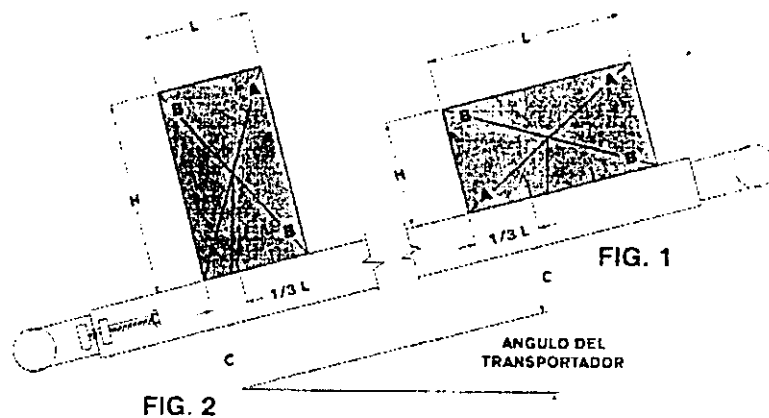 L
L
A
B
A
B
H
H
B
B
A
1/3 L
FIG. 1
1/3 L
C
C
ANGULO DEL
TRANSPORTADOR
FIG. 2